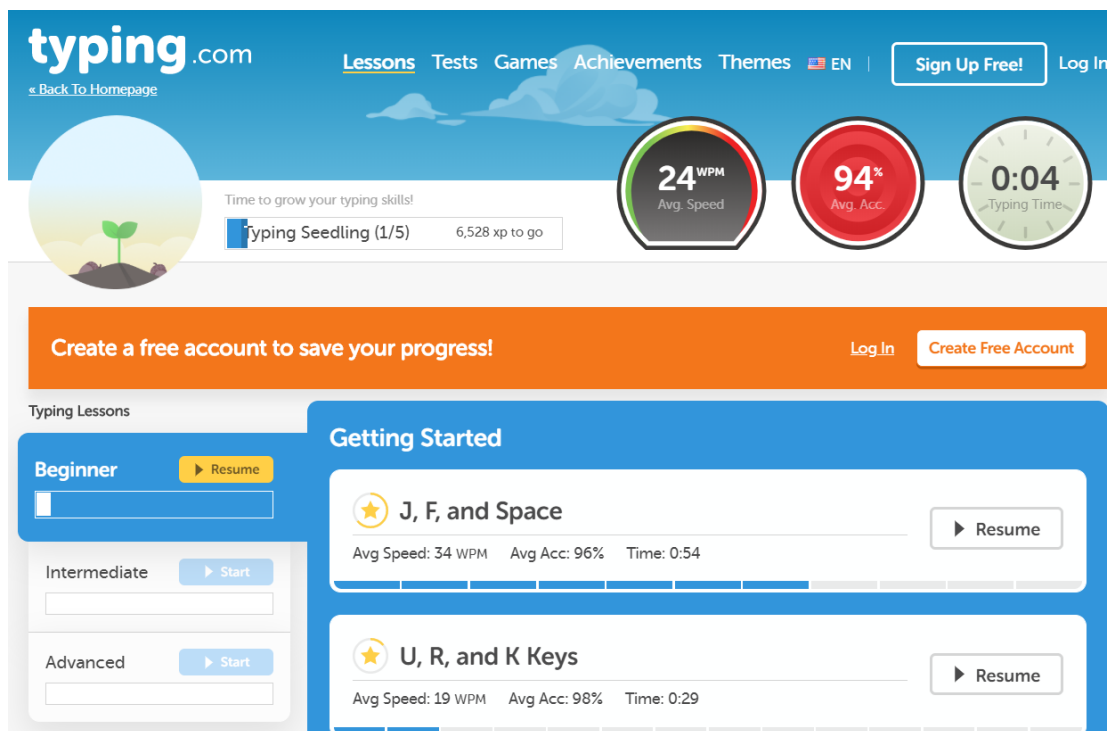 typing.com
Lessons Tests Games Achievements Themes EN | Sign Up Free! Log In
« Back To Homepage
24 WPM
Avg. Speed
94%
Avg. Acc.
0:04
Typing Time
Time to grow your typing skills!
Typing Seedling (1/5) 6,528 xp to go
Create a free account to save your progress! Log In Create Free Account
Typing Lessons
Beginner Resume
Intermediate Start
Advanced Start
Getting Started
J, F, and Space
Avg Speed: 34 WPM Avg Acc: 96% Time: 0:54
Resume
U, R, and K Keys
Avg Speed: 19 WPM Avg Acc: 98% Time: 0:29
Resume